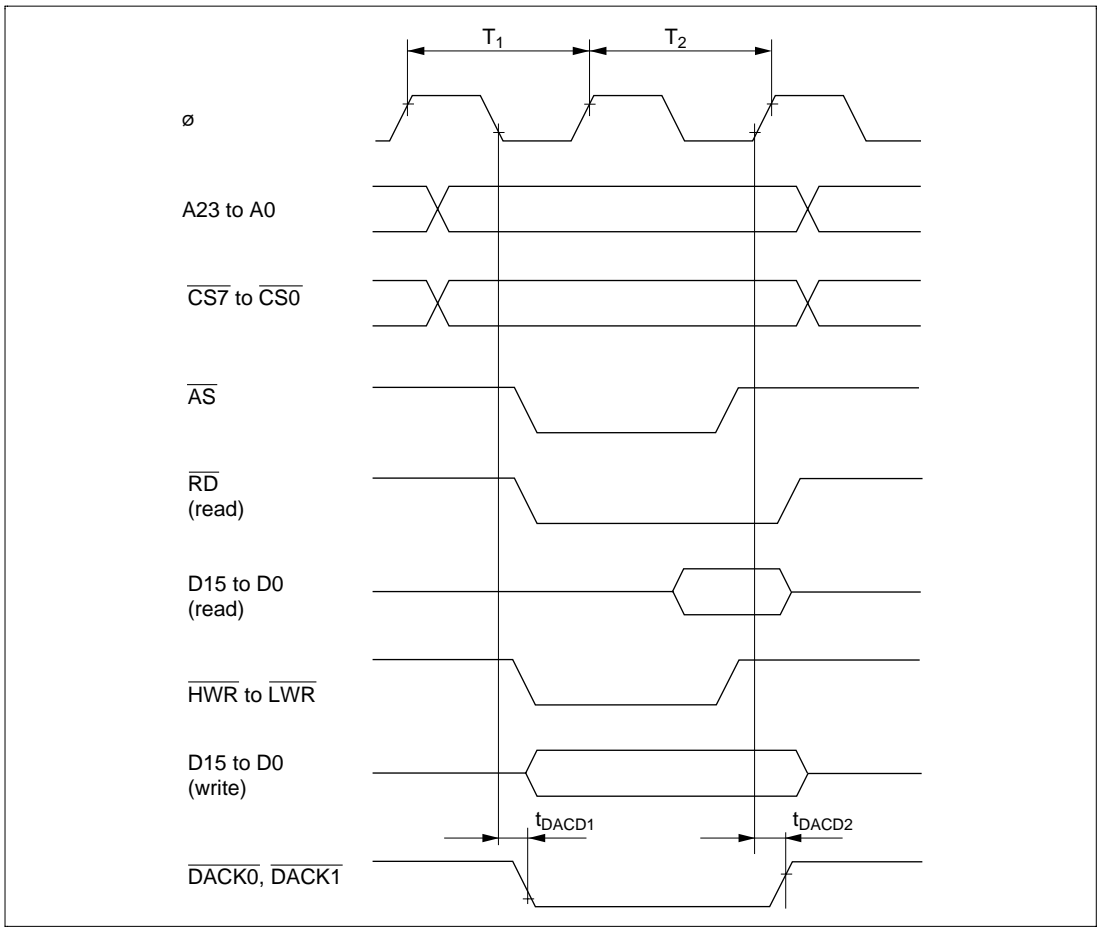 T1 T2
ø
A23 to A0
CS7 to CS0
AS
RD
(read)
D15 to D0
(read)
HWR to LWR
D15 to D0
(write)
tDACD1 tDACD2
DACK0, DACK1